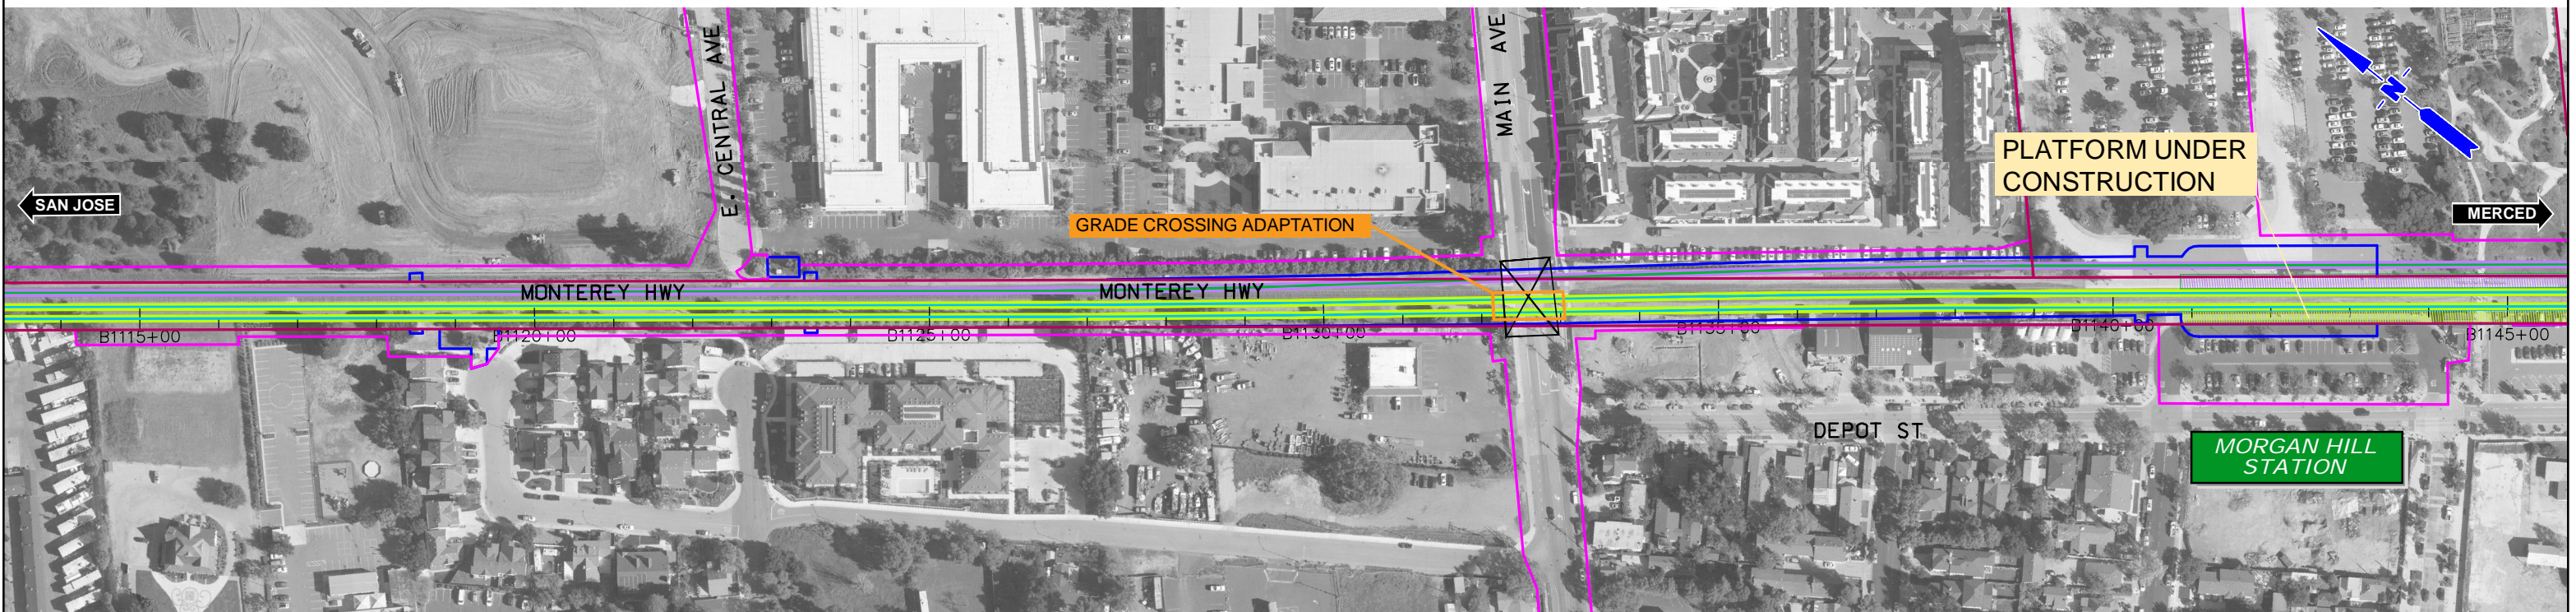 E. CENTRAL AVE
MAIN AVE
PLATFORM UNDER
CONSTRUCTION
N
SAN JOSE
MERCED
GRADE CROSSING ADAPTATION
MONTEREY HWY
MONTEREY HWY
B1115+00
B1120+00
B1125+00
B1130+00
B1135+00
B1140+00
B1145+00
DEPOT ST
MORGAN HILL
STATION